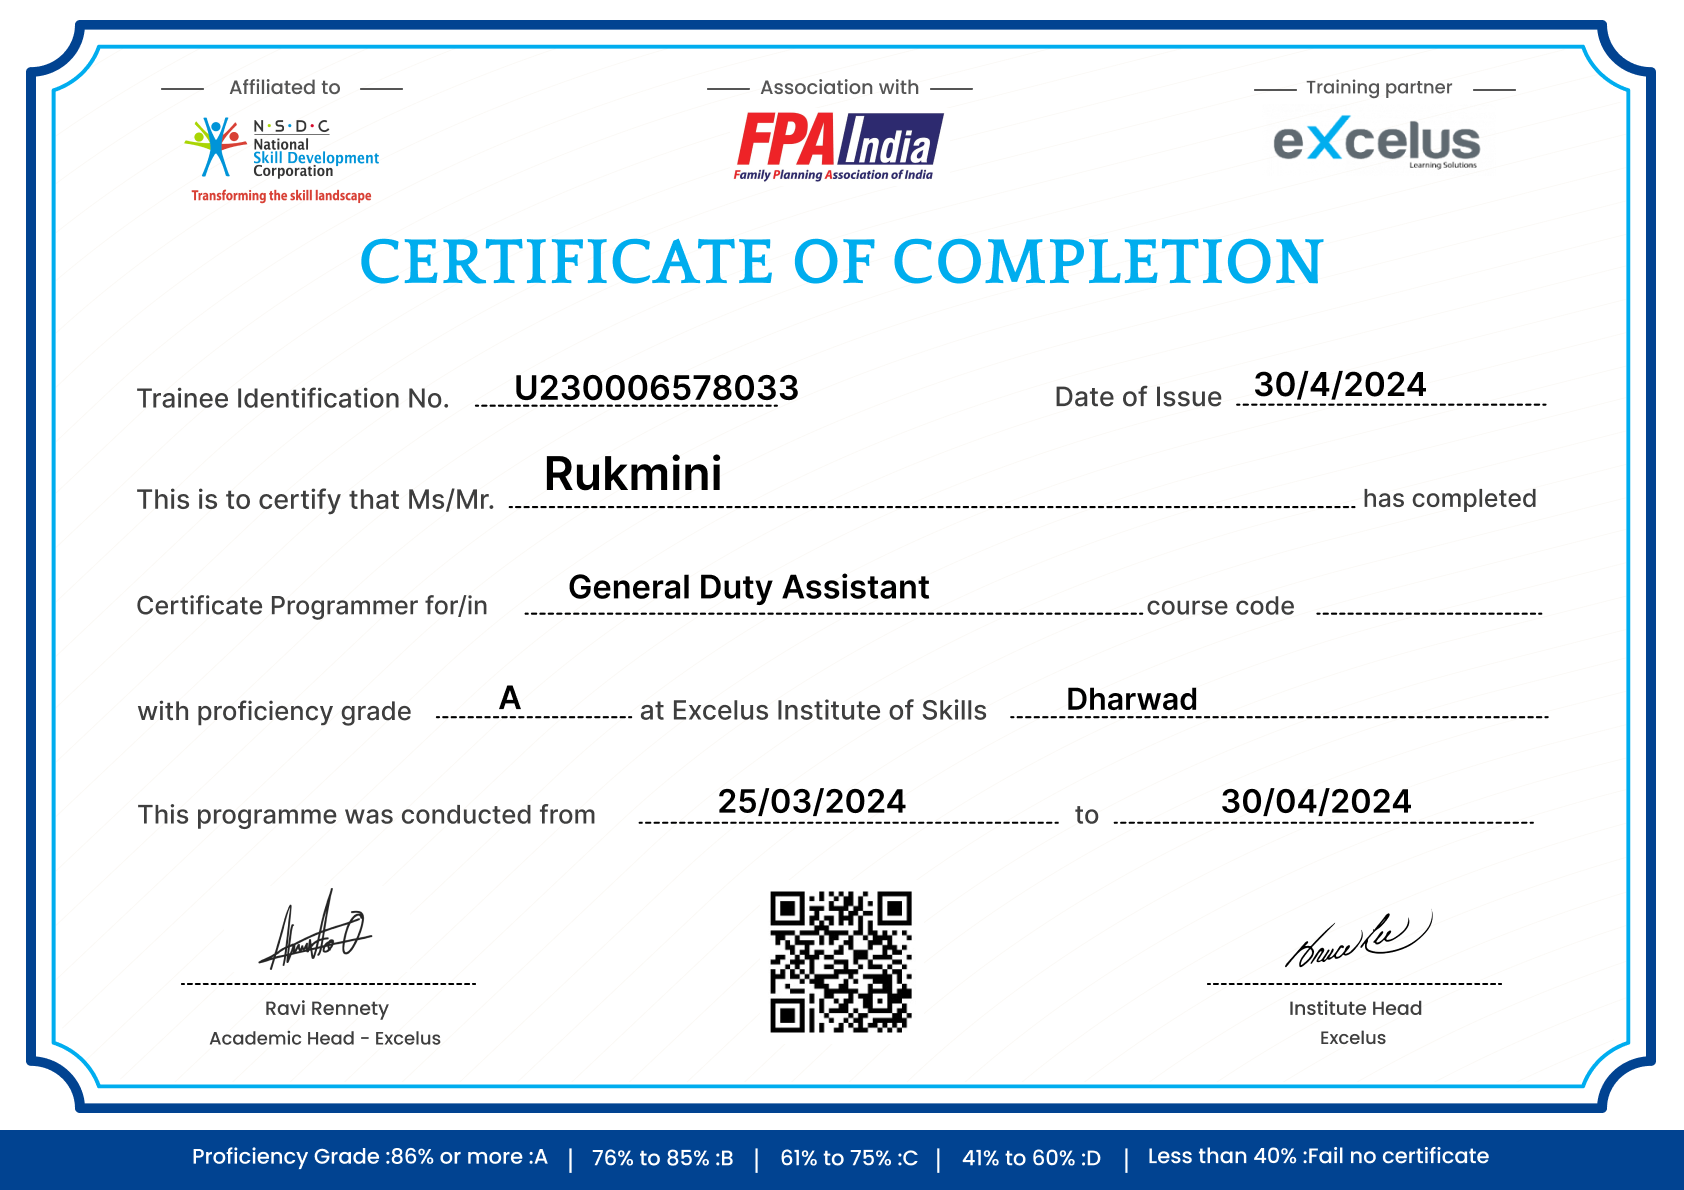 Affiliated to
Association with
Training partner
N·S·D·C
National
Skill Development
Corporation
Transforming the skill landscape
FPA India
Family Planning Association of India
excelus
Learning Solutions
CERTIFICATE OF COMPLETION
Trainee Identification No. U230006578033 Date of Issue 30/4/2024
This is to certify that Ms/Mr. Rukmini has completed
Certificate Programmer for/in General Duty Assistant course code
with proficiency grade A at Excelus Institute of Skills Dharwad
This programme was conducted from 25/03/2024 to 30/04/2024
Bruce Lee
Ravi Rennety
Academic Head - Excelus
Institute Head
Excelus
Proficiency Grade :86% or more :A | 76% to 85% :B | 61% to 75% :C | 41% to 60% :D | Less than 40% :Fail no certificate